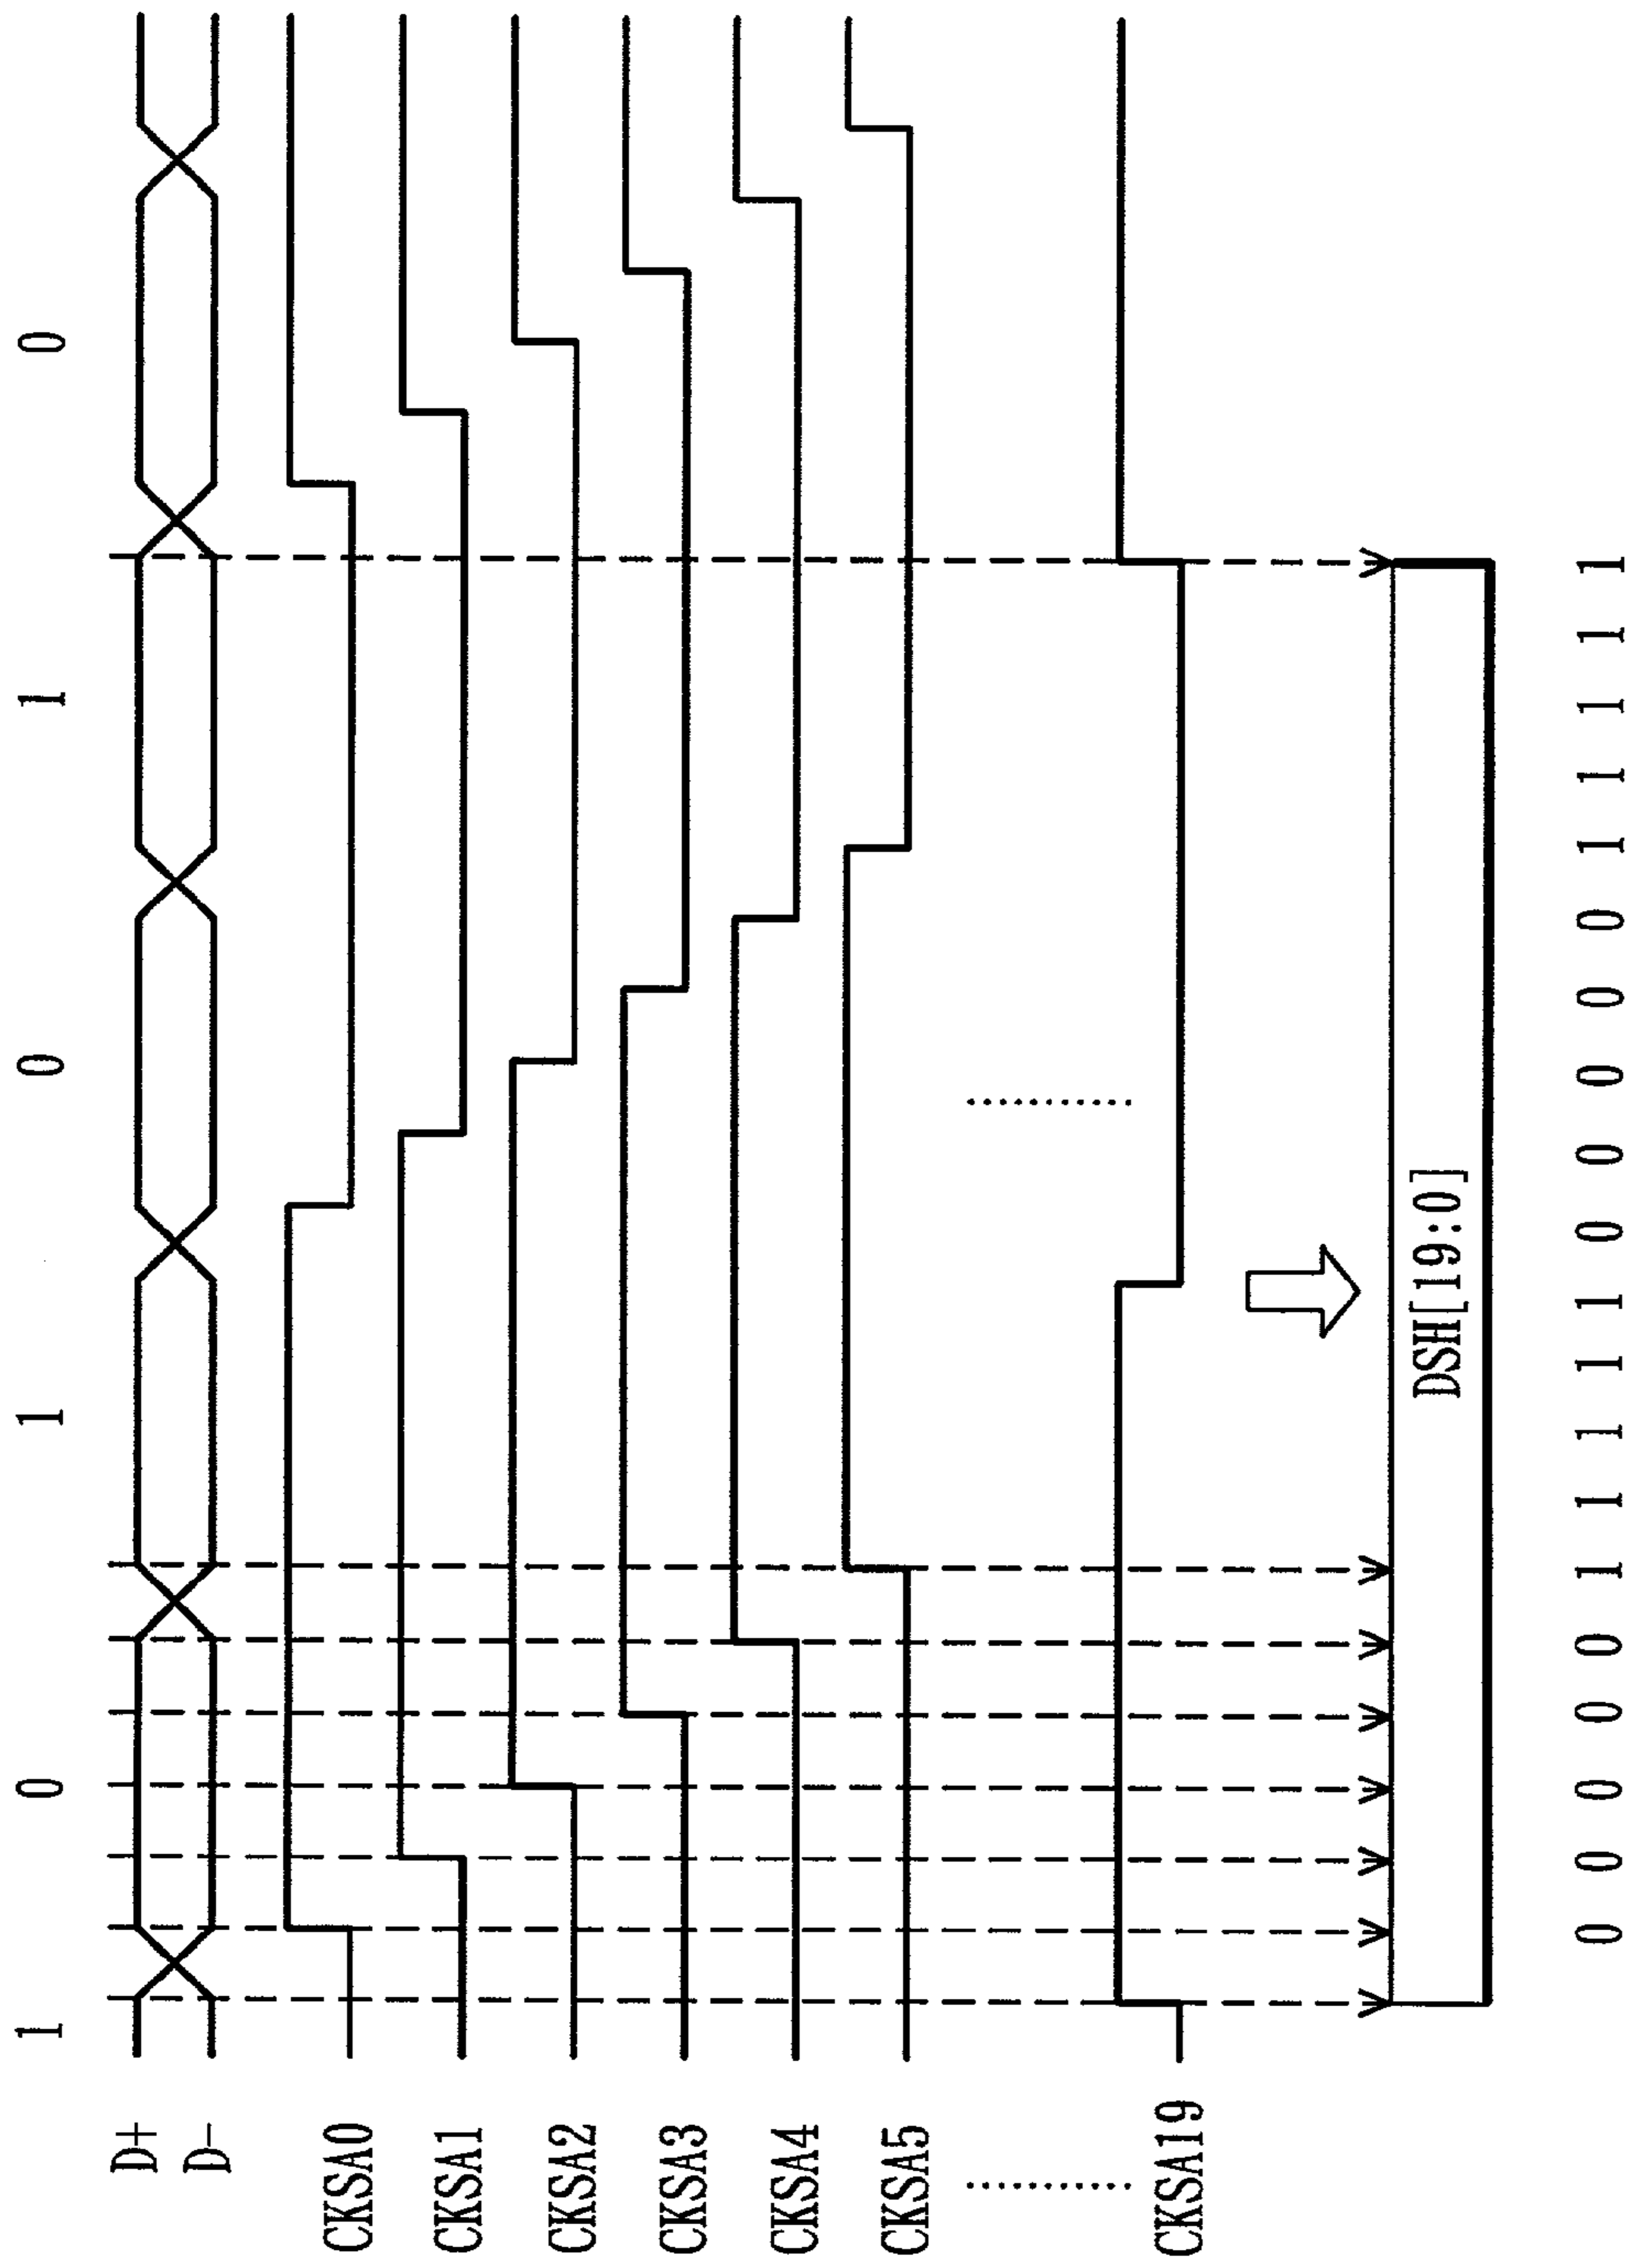 1 0 1 0 1 0
D+
D-
CKSA0
CKSA1
CKSA2
CKSA3
CKSA4
CKSA5
CKSA19
DSH[19:0]
0 0 0 0 0 1 1 1 1 1 0 0 0 0 0 1 1 1 1 1